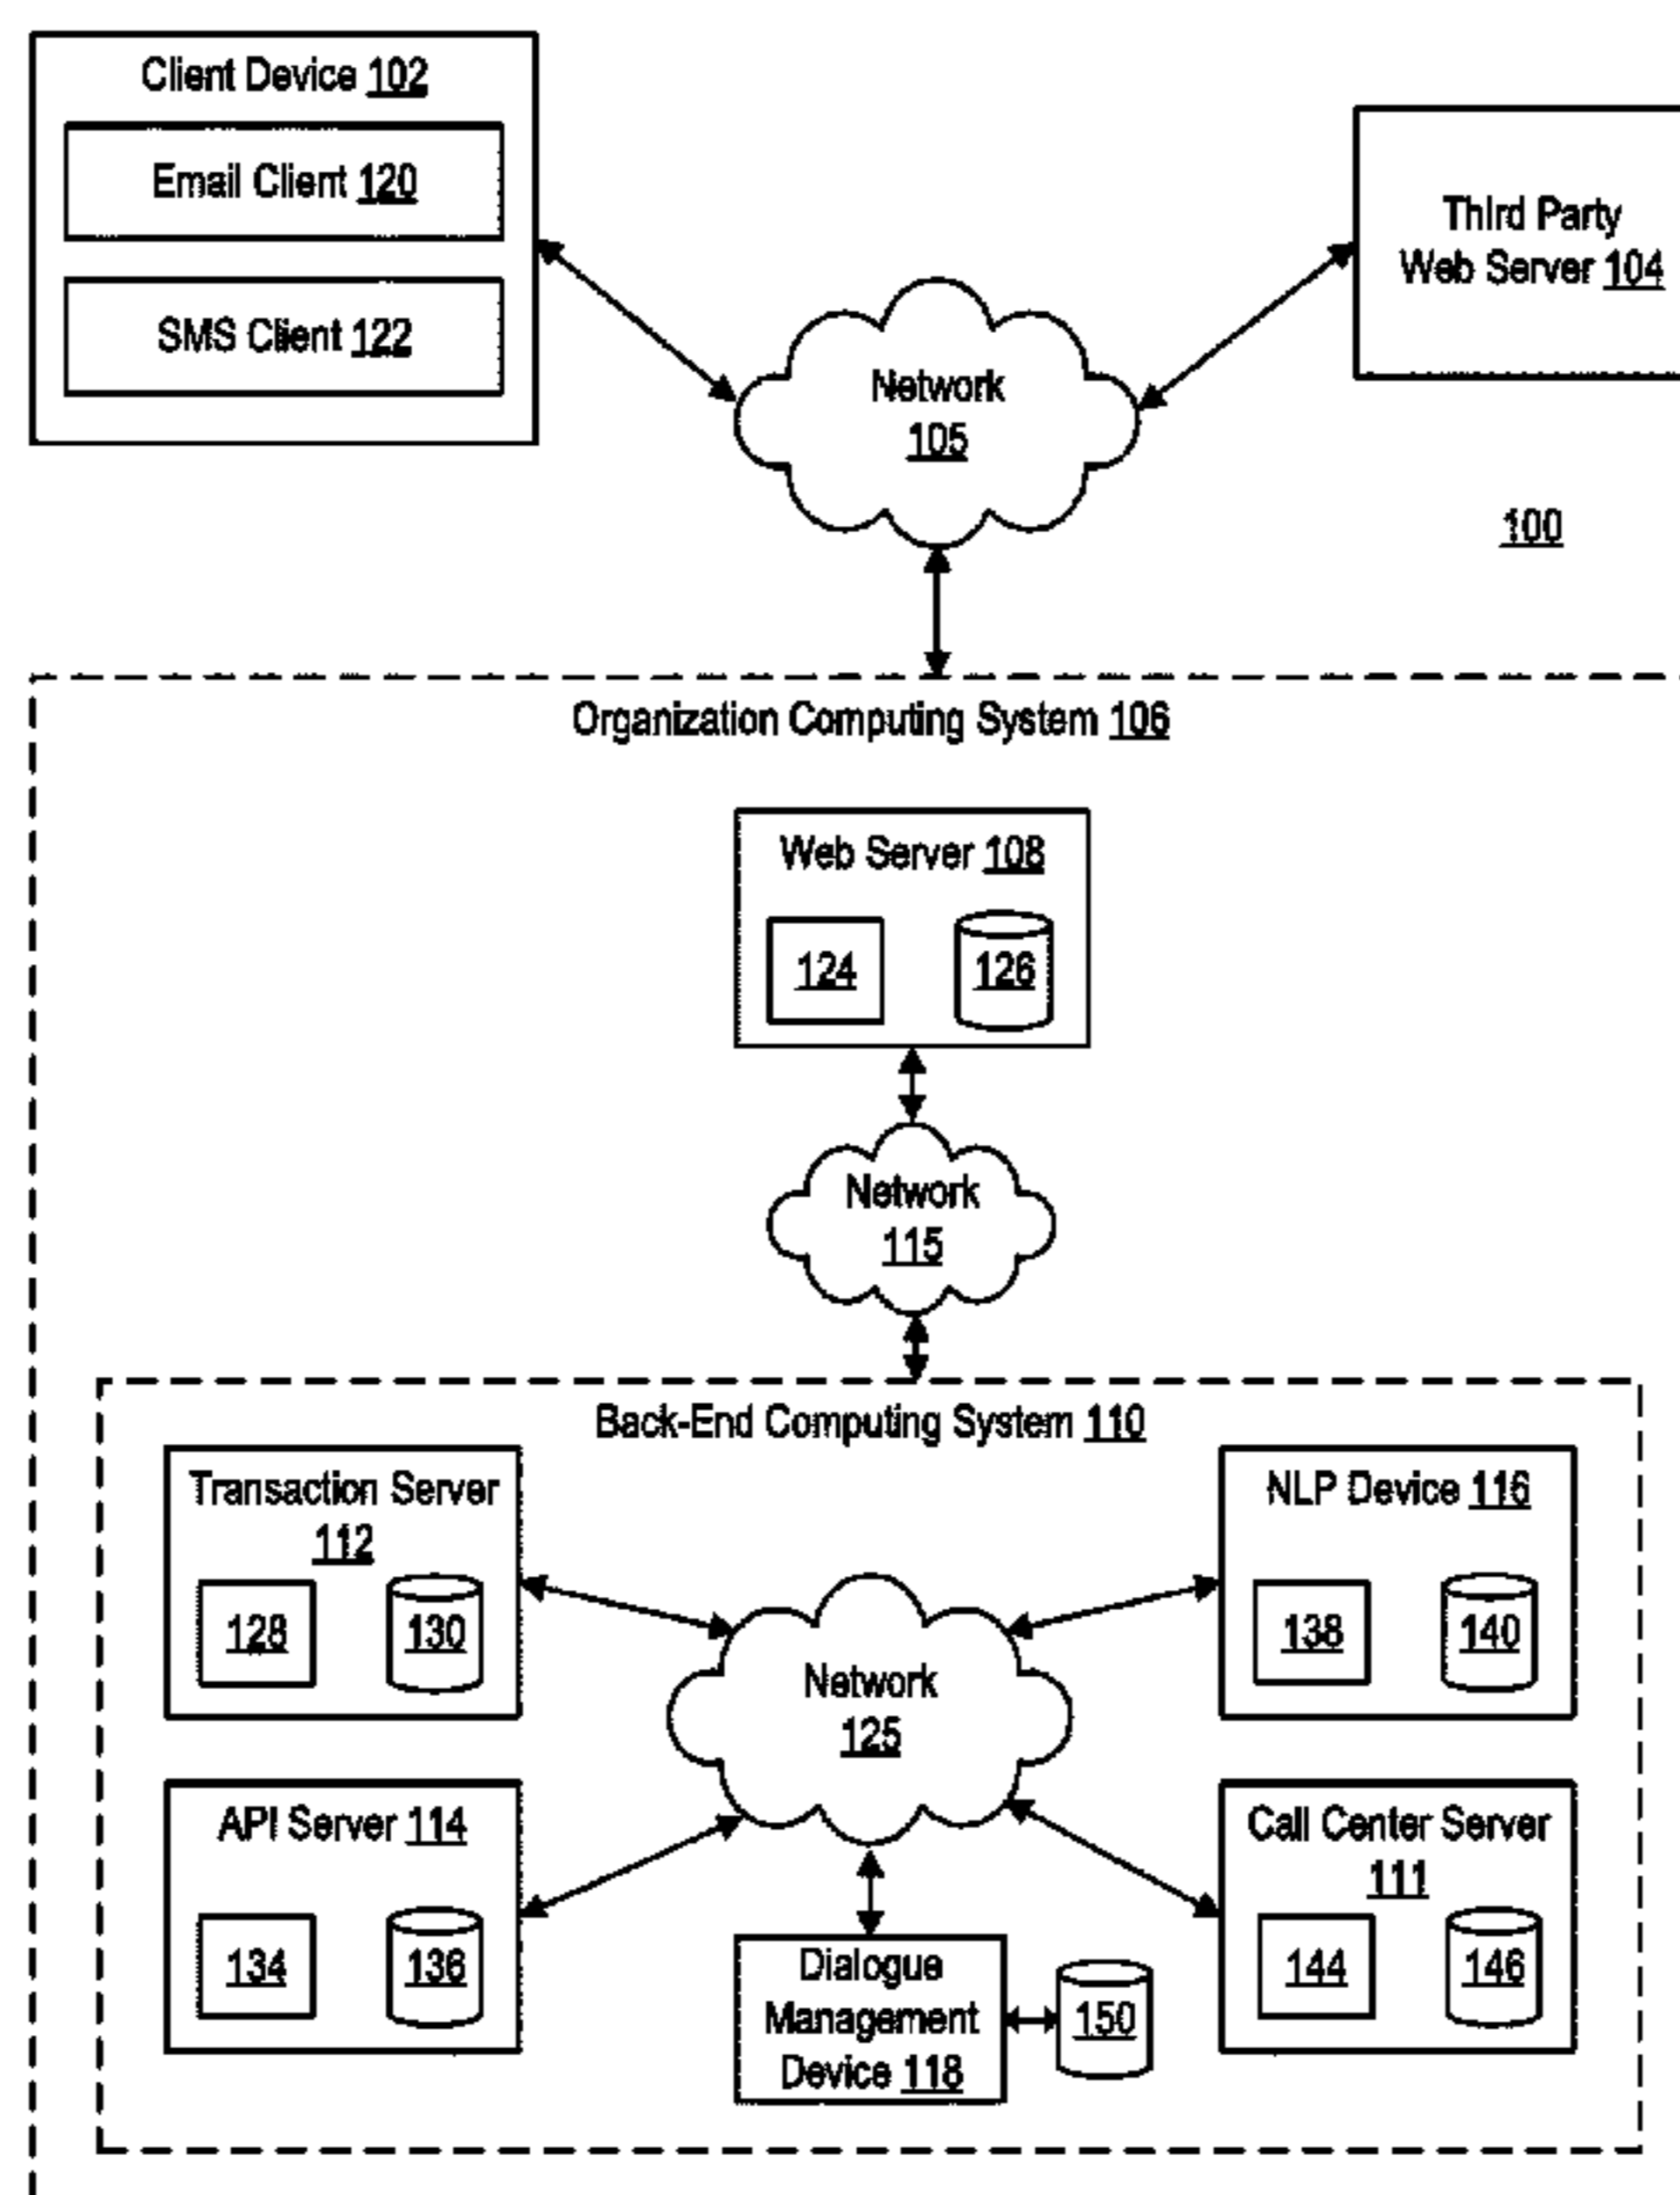 Client Device 102
Email Client 120
SMS Client 122
Third Party
Web Server 104
Network
105
100
Organization Computing System 106
Web Server 108
124
126
Network
115
Back-End Computing System 110
Transaction Server
112
128
130
NLP Device 116
138
140
Network
125
API Server 114
134
136
Call Center Server
111
144
146
Dialogue
Management
Device 118
150